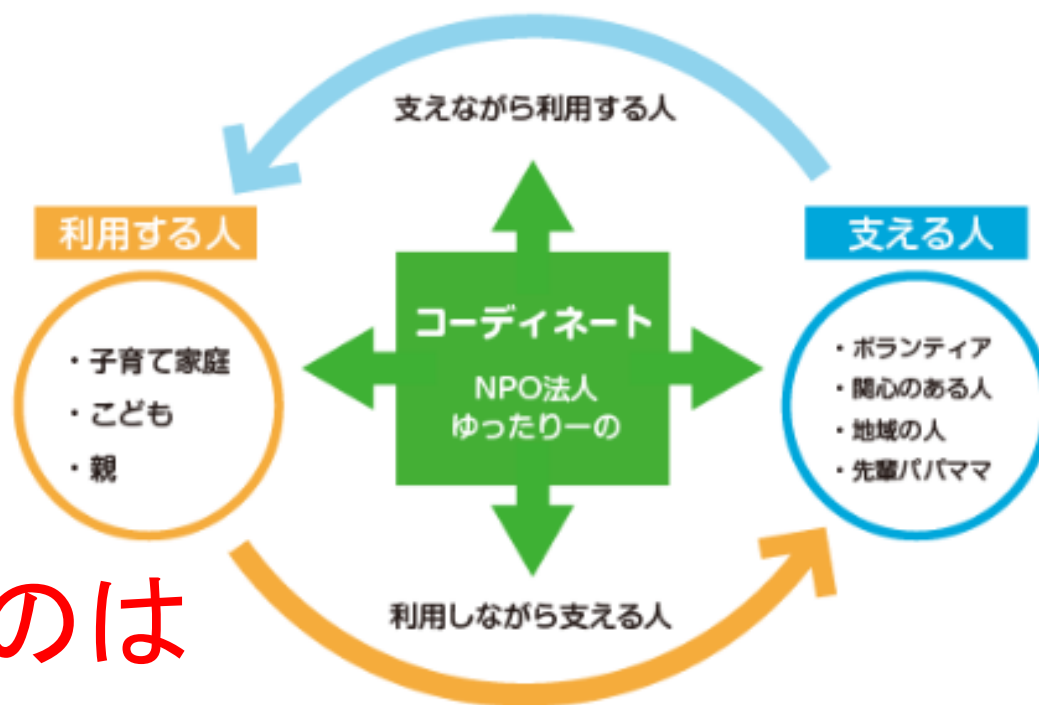 支えながら利用する人
利用する人
・子育て家庭
・こども
・親
コーディネート
NPO法人
ゆったりーの
支える人
・ボランティア
・関心のある人
・地域の人
・先輩パパママ
利用しながら支える人
のは